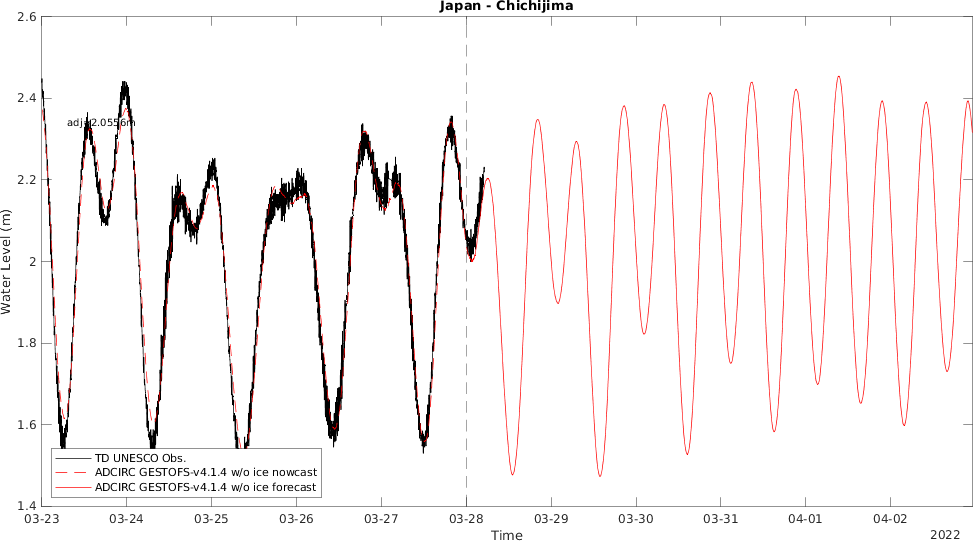 Japan - Chichijima
2.6
2.4
2.2
2
1.8
1.6
1.4
Water Level (m)
adj=2.0556m
TD UNESCO Obs.
ADCIRC GESTOFS-v4.1.4 w/o ice nowcast
ADCIRC GESTOFS-v4.1.4 w/o ice forecast
03-23 03-24 03-25 03-26 03-27 03-28 03-29 03-30 03-31 04-01 04-02
Time
2022